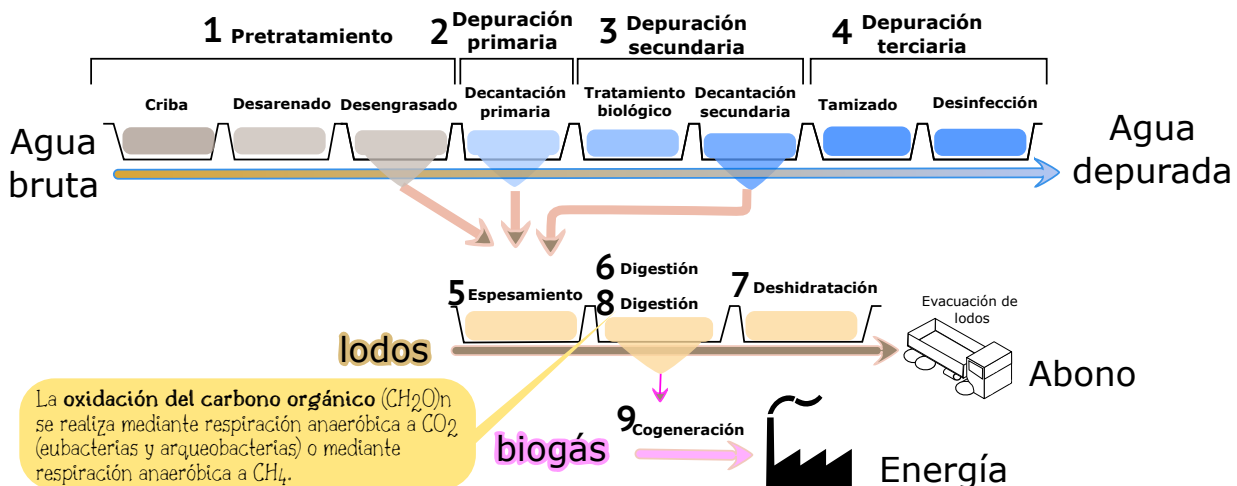 1 Pretratamiento
2 Depuración
primaria
3 Depuración
secundaria
4 Depuración
terciaria
Criba
Desarenado
Desengrasado
Decantación
primaria
Tratamiento
biológico
Decantación
secundaria
Tamizado
Desinfección
Agua
bruta
Agua
depurada
5 Espesamiento
6 Digestión
8 Digestión
7 Deshidratación
Evacuación de
lodos
lodos
Abono
La oxidación del carbono orgánico (CH2O)n
se realiza mediante respiración anaeróbica a CO2
(eubacterias y arqueobacterias) o mediante
respiración anaeróbica a CH4.
9 Cogeneración
biogás
Energía